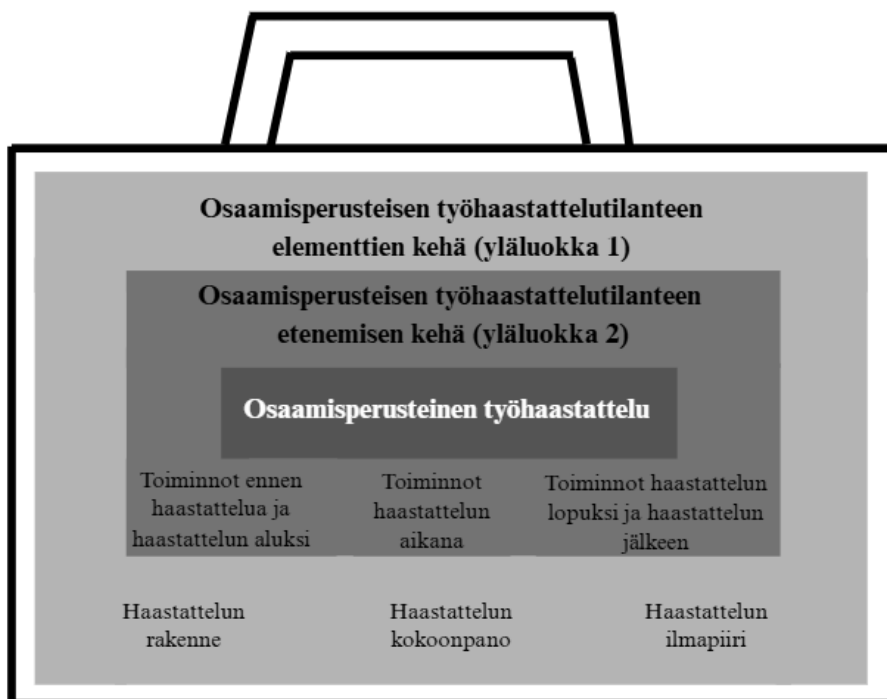 Osaamisperusteisen työhaastattelutilanteen
elementtien kehä (yläluokka 1)
Osaamisperusteisen työhaastattelutilanteen
etenemisen kehä (yläluokka 2)
Osaamisperusteinen työhaastattelu
Toiminnot ennen
haastattelua ja
haastattelun aluksi
Toiminnot
haastattelun
aikana
Toiminnot haastattelun
lopuksi ja haastattelun
jälkeen
Haastattelun
rakenne
Haastattelun
kokoonpano
Haastattelun
ilmapiiri